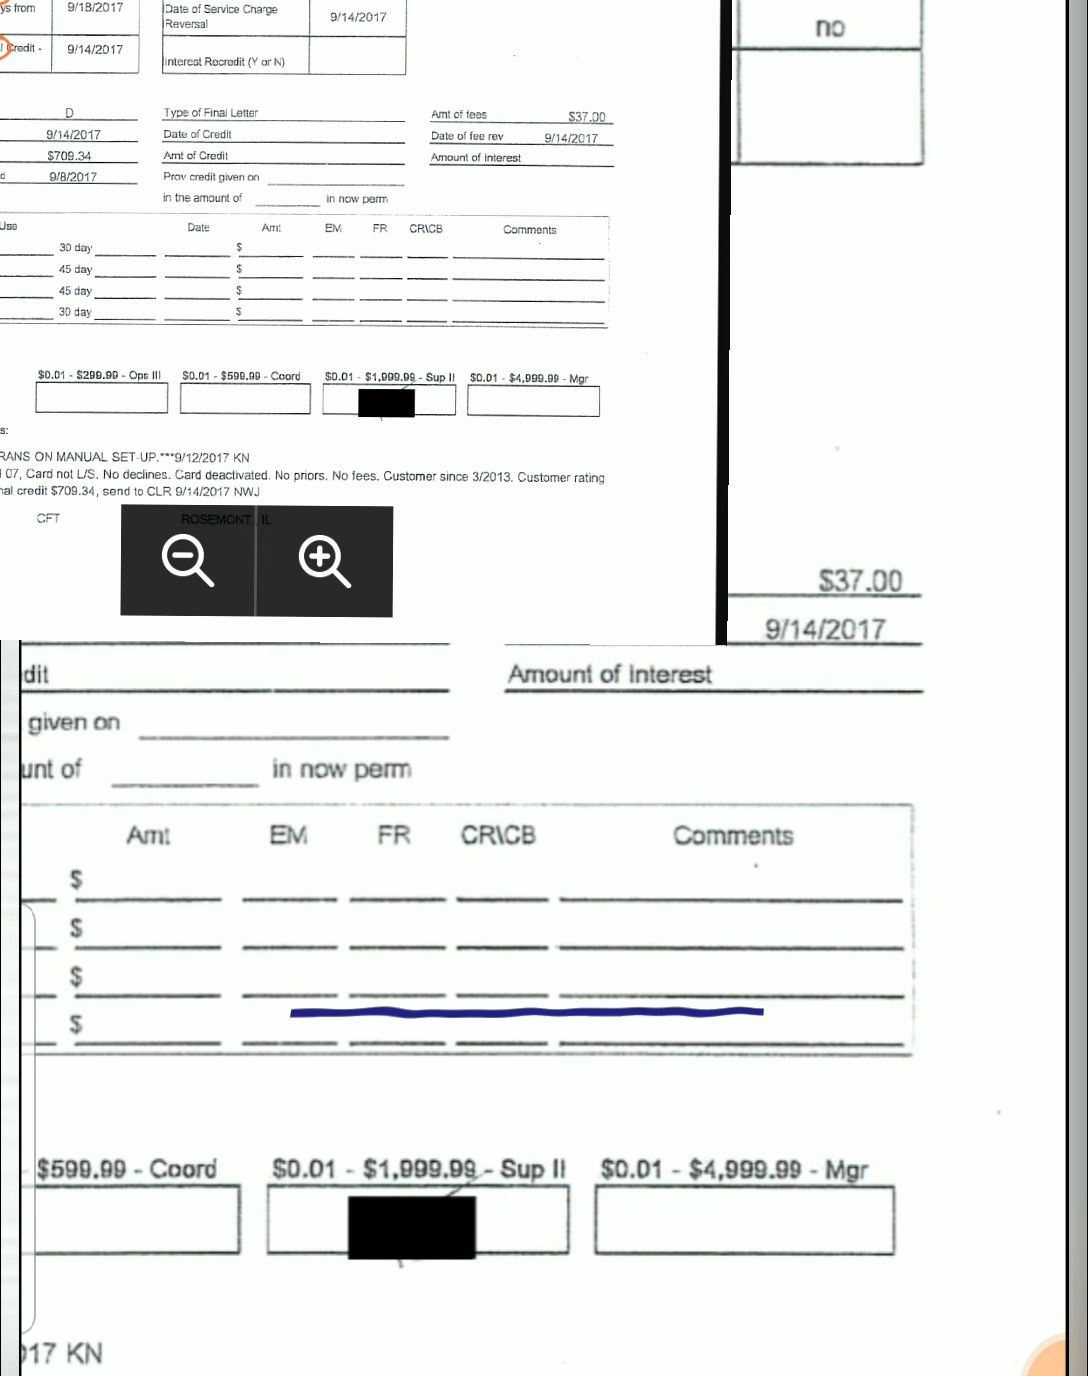 ys from 9/18/2017 Date of Service Charge Reversal 9/14/2017
Credit - 9/14/2017
Interest Recredit (Y or N)
no
D Type of Final Letter Amt of fees $37.00
9/14/2017 Date of Credit Date of fee rev 9/14/2017
$709.34 Amt of Credit Amount of Interest
d 9/8/2017 Prov credit given on
in the amount of in now perm
Use Date Amt EM FR CR\CB Comments
30 day $
45 day $
45 day $
30 day $
$0.01 - $299.99 - Ops III $0.01 - $599.99 - Coord $0.01 - $1,999.99 - Sup II $0.01 - $4,999.99 - Mgr
s:
RANS ON MANUAL SET-UP.***9/12/2017 KN
07, Card not L/S. No declines. Card deactivated. No priors. No fees. Customer since 3/2013. Customer rating
nal credit $709.34, send to CLR 9/14/2017 NWJ
CFT ROSEMONT IL
$37.00
9/14/2017
dit Amount of Interest
given on
unt of in now perm
Amt EM FR CR\CB Comments
$
$
$
$
$599.99 - Coord $0.01 - $1,999.99 - Sup II $0.01 - $4,999.99 - Mgr
017 KN